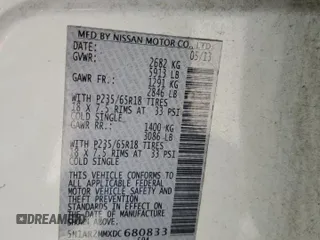 MFD BY NISSAN MOTOR CO., LTD
DATE: 05/13
GVWR: 2682 KG
5913 LB
GAWR FR: 1291 KG
2846 LB
WITH P235/65R18 TIRES
18 X 7.5 RIMS AT 33 PSI
COLD SINGLE
GAWR RR: 1400 KG
3086 LB
WITH P235/65R18 TIRES
18 X 7.5 RIMS AT 33 PSI
COLD SINGLE
THIS VEHICLE CONFORMS TO ALL
APPLICABLE FEDERAL MOTOR
VEHICLE SAFETY AND
THEFT PREVENTION
STANDARDS IN EFFECT ON
THE DATE OF MANUFACTURE
SHOWN ABOVE
680833
DREAMSAFE